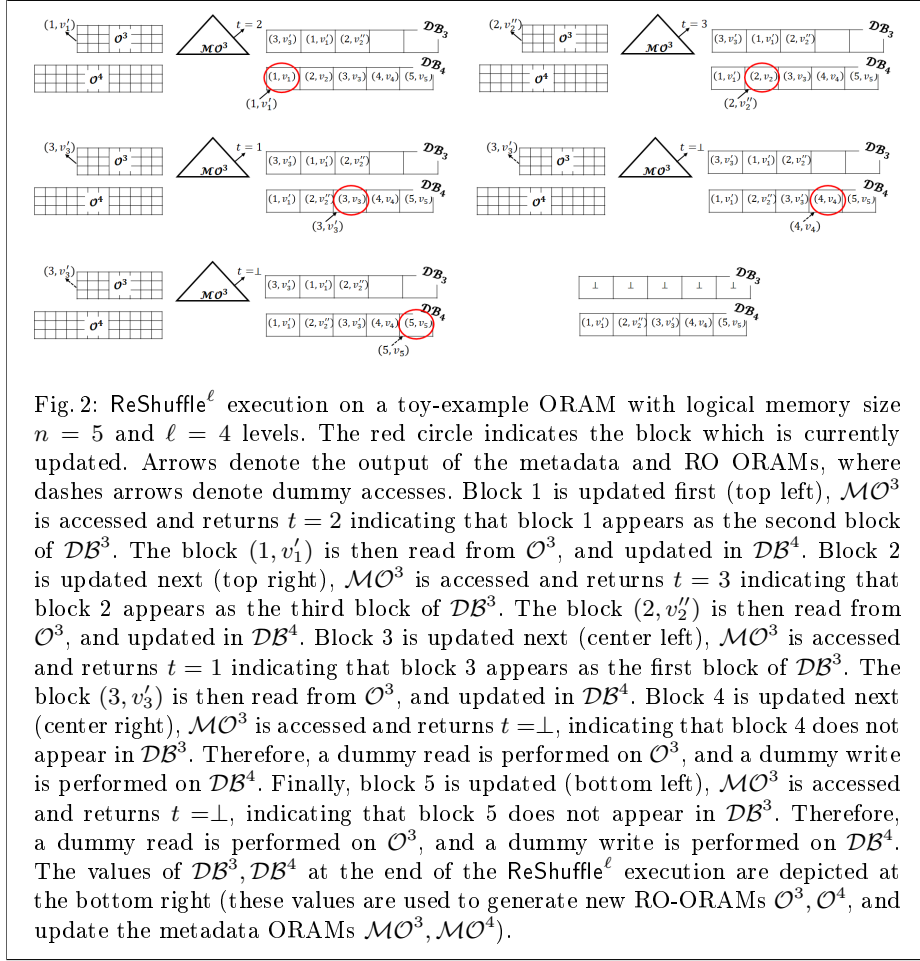 (1, v′₁) 𝒪³ ℳ𝒪³ t = 2 (3, v′₃) (1, v′₁) (2, v″₂) 𝒟ℬ₃
𝒪⁴ (1, v₁) (2, v₂) (3, v₃) (4, v₄) (5, v₅) 𝒟ℬ₄
(1, v′₁)
(2, v″₂) 𝒪³ ℳ𝒪³ t = 3 (3, v′₃) (1, v′₁) (2, v″₂) 𝒟ℬ₃
𝒪⁴ (1, v′₁) (2, v₂) (3, v₃) (4, v₄) (5, v₅) 𝒟ℬ₄
(2, v″₂)
(3, v′₃) 𝒪³ ℳ𝒪³ t = 1 (3, v′₃) (1, v′₁) (2, v″₂) 𝒟ℬ₃
𝒪⁴ (1, v′₁) (2, v″₂) (3, v₃) (4, v₄) (5, v₅) 𝒟ℬ₄
(3, v′₃)
(3, v′₃) 𝒪³ ℳ𝒪³ t =⊥ (3, v′₃) (1, v′₁) (2, v″₂) 𝒟ℬ₃
𝒪⁴ (1, v′₁) (2, v″₂) (3, v′₃) (4, v₄) (5, v₅) 𝒟ℬ₄
(4, v₄)
(3, v′₃) 𝒪³ ℳ𝒪³ t =⊥ (3, v′₃) (1, v′₁) (2, v″₂) 𝒟ℬ₃
𝒪⁴ (1, v′₁) (2, v″₂) (3, v′₃) (4, v₄) (5, v₅) 𝒟ℬ₄
(5, v₅)
⊥ ⊥ ⊥ ⊥ ⊥ 𝒟ℬ₃
(1, v′₁) (2, v″₂) (3, v′₃) (4, v₄) (5, v₅) 𝒟ℬ₄
Fig. 2: ReShuffle^ℓ execution on a toy-example ORAM with logical memory size
n = 5 and ℓ = 4 levels. The red circle indicates the block which is currently
updated. Arrows denote the output of the metadata and RO ORAMs, where
dashes arrows denote dummy accesses. Block 1 is updated first (top left), ℳ𝒪³
is accessed and returns t = 2 indicating that block 1 appears as the second block
of 𝒟ℬ³. The block (1, v′₁) is then read from 𝒪³, and updated in 𝒟ℬ⁴. Block 2
is updated next (top right), ℳ𝒪³ is accessed and returns t = 3 indicating that
block 2 appears as the third block of 𝒟ℬ³. The block (2, v″₂) is then read from
𝒪³, and updated in 𝒟ℬ⁴. Block 3 is updated next (center left), ℳ𝒪³ is accessed
and returns t = 1 indicating that block 3 appears as the first block of 𝒟ℬ³. The
block (3, v′₃) is then read from 𝒪³, and updated in 𝒟ℬ⁴. Block 4 is updated next
(center right), ℳ𝒪³ is accessed and returns t =⊥, indicating that block 4 does not
appear in 𝒟ℬ³. Therefore, a dummy read is performed on 𝒪³, and a dummy write
is performed on 𝒟ℬ⁴. Finally, block 5 is updated (bottom left), ℳ𝒪³ is accessed
and returns t =⊥, indicating that block 5 does not appear in 𝒟ℬ³. Therefore,
a dummy read is performed on 𝒪³, and a dummy write is performed on 𝒟ℬ⁴.
The values of 𝒟ℬ³, 𝒟ℬ⁴ at the end of the ReShuffle^ℓ execution are depicted at
the bottom right (these values are used to generate new RO-ORAMs 𝒪³, 𝒪⁴, and
update the metadata ORAMs ℳ𝒪³, ℳ𝒪⁴).